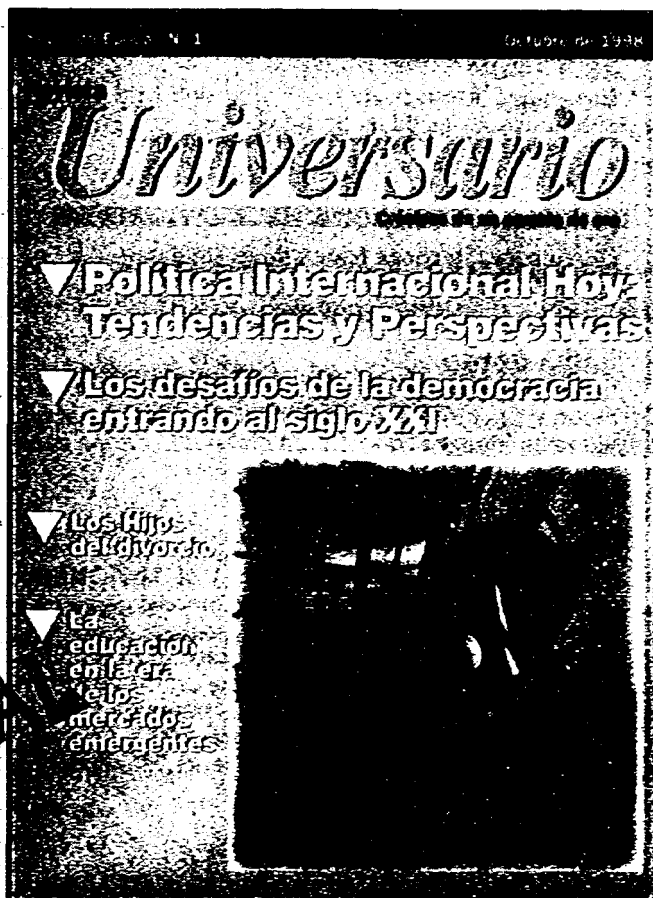 Nº 1
Octubre de 1998
Universario
Política Internacional Hoy
Tendencias y Perspectivas
Los desafíos de la democracia
entrando al siglo XXI
Los Hijos
del divorcio
La
educación
en la era
de los
mercados
emergentes